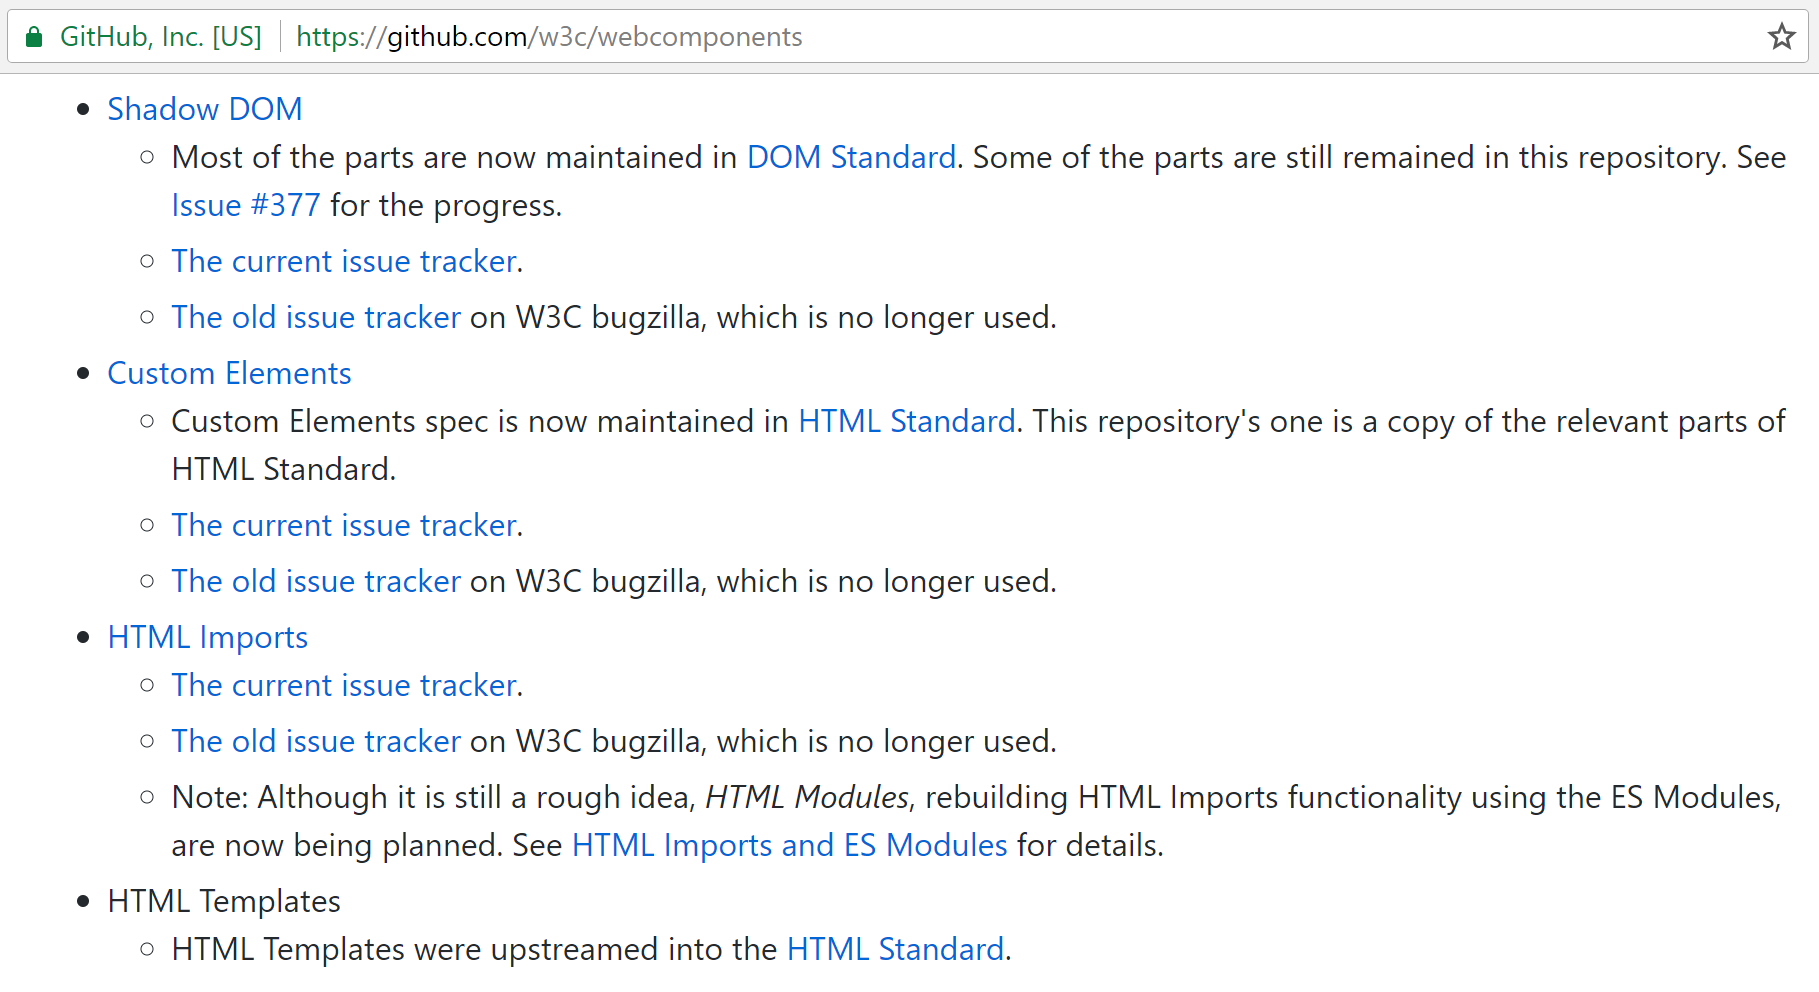 GitHub, Inc. [US] https://github.com/w3c/webcomponents
Shadow DOM
Most of the parts are now maintained in DOM Standard. Some of the parts are still remained in this repository. See
Issue #377 for the progress.
The current issue tracker.
The old issue tracker on W3C bugzilla, which is no longer used.
Custom Elements
Custom Elements spec is now maintained in HTML Standard. This repository's one is a copy of the relevant parts of
HTML Standard.
The current issue tracker.
The old issue tracker on W3C bugzilla, which is no longer used.
HTML Imports
The current issue tracker.
The old issue tracker on W3C bugzilla, which is no longer used.
Note: Although it is still a rough idea, HTML Modules, rebuilding HTML Imports functionality using the ES Modules,
are now being planned. See HTML Imports and ES Modules for details.
HTML Templates
HTML Templates were upstreamed into the HTML Standard.